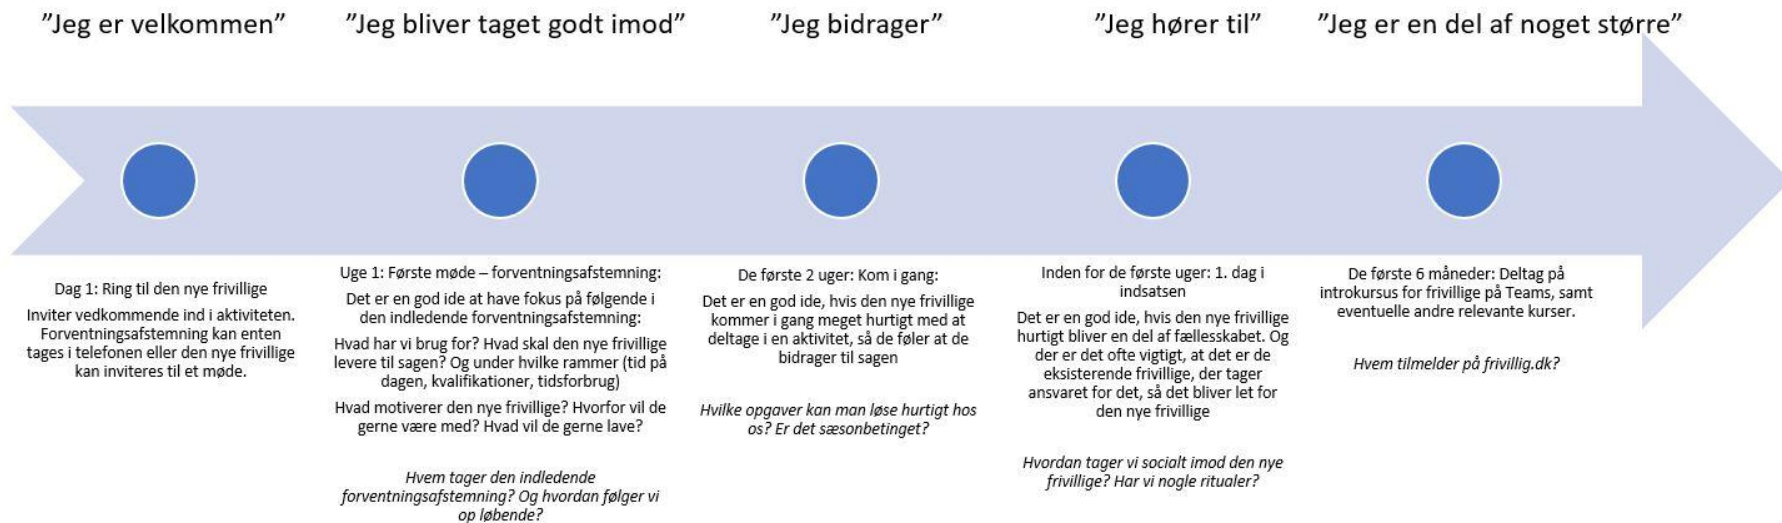 ”Jeg er velkommen”
”Jeg bliver taget godt imod”
”Jeg bidrager”
”Jeg hører til”
”Jeg er en del af noget større”
Dag 1: Ring til den nye frivillige
Inviter vedkommende ind i aktiviteten.
Forventningsafstemning kan enten
tages i telefonen eller den nye frivillige
kan inviteres til et møde.
Uge 1: Første møde – forventningsafstemning:
Det er en god ide at have fokus på følgende i
den indledende forventningsafstemning:
Hvad har vi brug for? Hvad skal den nye frivillige
levere til sagen? Og under hvilke rammer (tid på
dagen, kvalifikationer, tidsforbrug)
Hvad motiverer den nye frivillige? Hvorfor vil de
gerne være med? Hvad vil de gerne lave?
Hvem tager den indledende
forventningsafstemning? Og hvordan følger vi
op løbende?
De første 2 uger: Kom i gang:
Det er en god ide, hvis den nye frivillige
kommer i gang meget hurtigt med at
deltage i en aktivitet, så de føler at de
bidrager til sagen
Hvilke opgaver kan man løse hurtigt hos
os? Er det sæsonbetinget?
Inden for de første uger: 1. dag i
indsatsen
Det er en god ide, hvis den nye frivillige
hurtigt bliver en del af fællesskabet. Og
der er det ofte vigtigt, at det er de
eksisterende frivillige, der tager
ansvaret for det, så det bliver let for
den nye frivillige
Hvordan tager vi socialt imod den nye
frivillige? Har vi nogle ritualer?
De første 6 måneder: Deltag på
introkursus for frivillige på Teams, samt
eventuelle andre relevante kurser.
Hvem tilmelder på frivillig.dk?